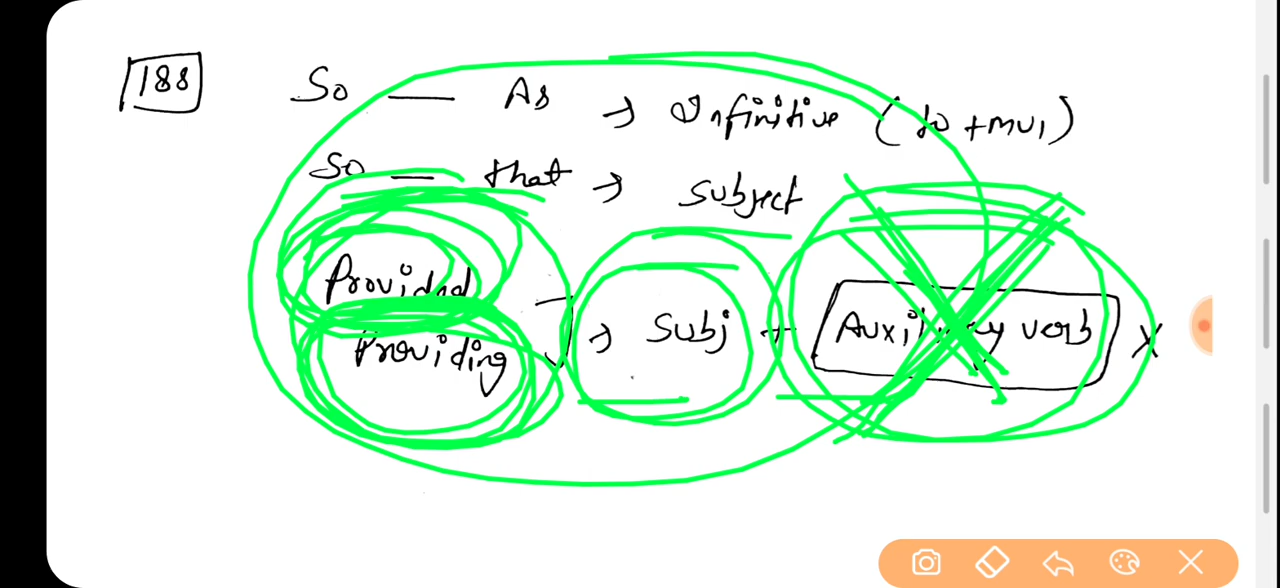 188
So — As → Infinitive (to + mv1)
So — that → Subject
Provided
Providing → Subj + Auxiliary verb X